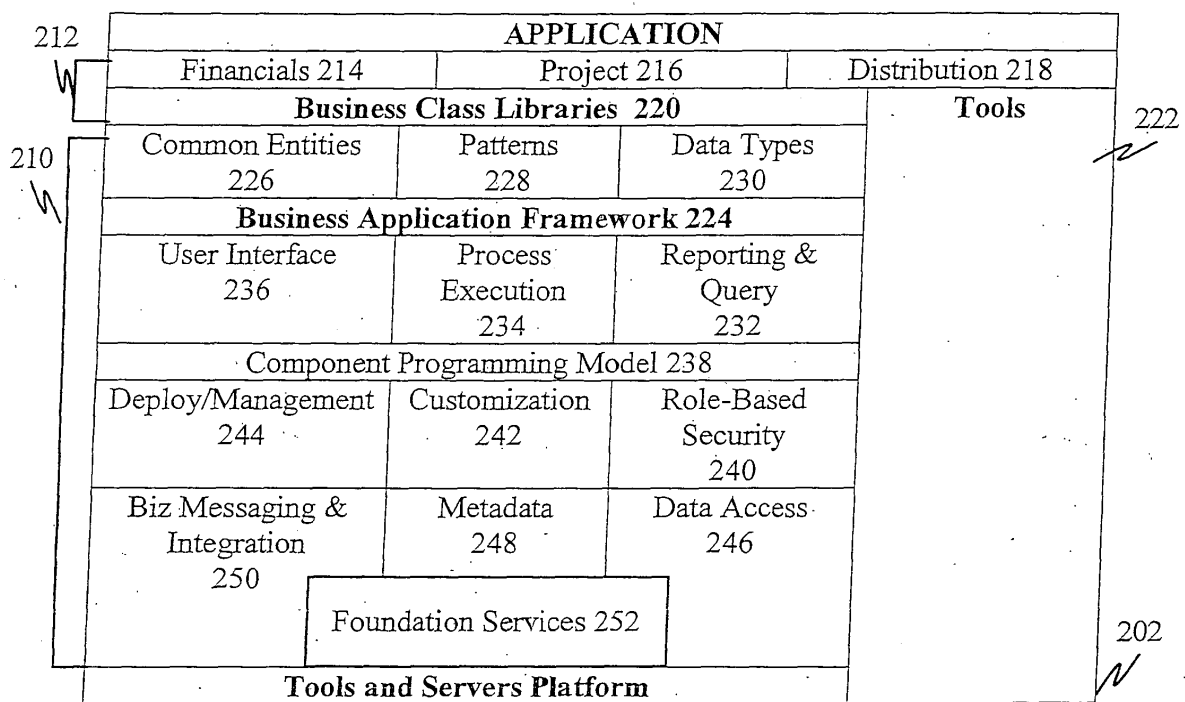 APPLICATION
212
Financials 214 Project 216 Distribution 218
Business Class Libraries 220 Tools
222
210
Common Entities Patterns Data Types
226 228 230
Business Application Framework 224
User Interface Process Reporting &
236 Execution Query
234 232
Component Programming Model 238
Deploy/Management Customization Role-Based
244 242 Security
240
Biz Messaging & Metadata Data Access
Integration 248 246
250
Foundation Services 252
202
Tools and Servers Platform